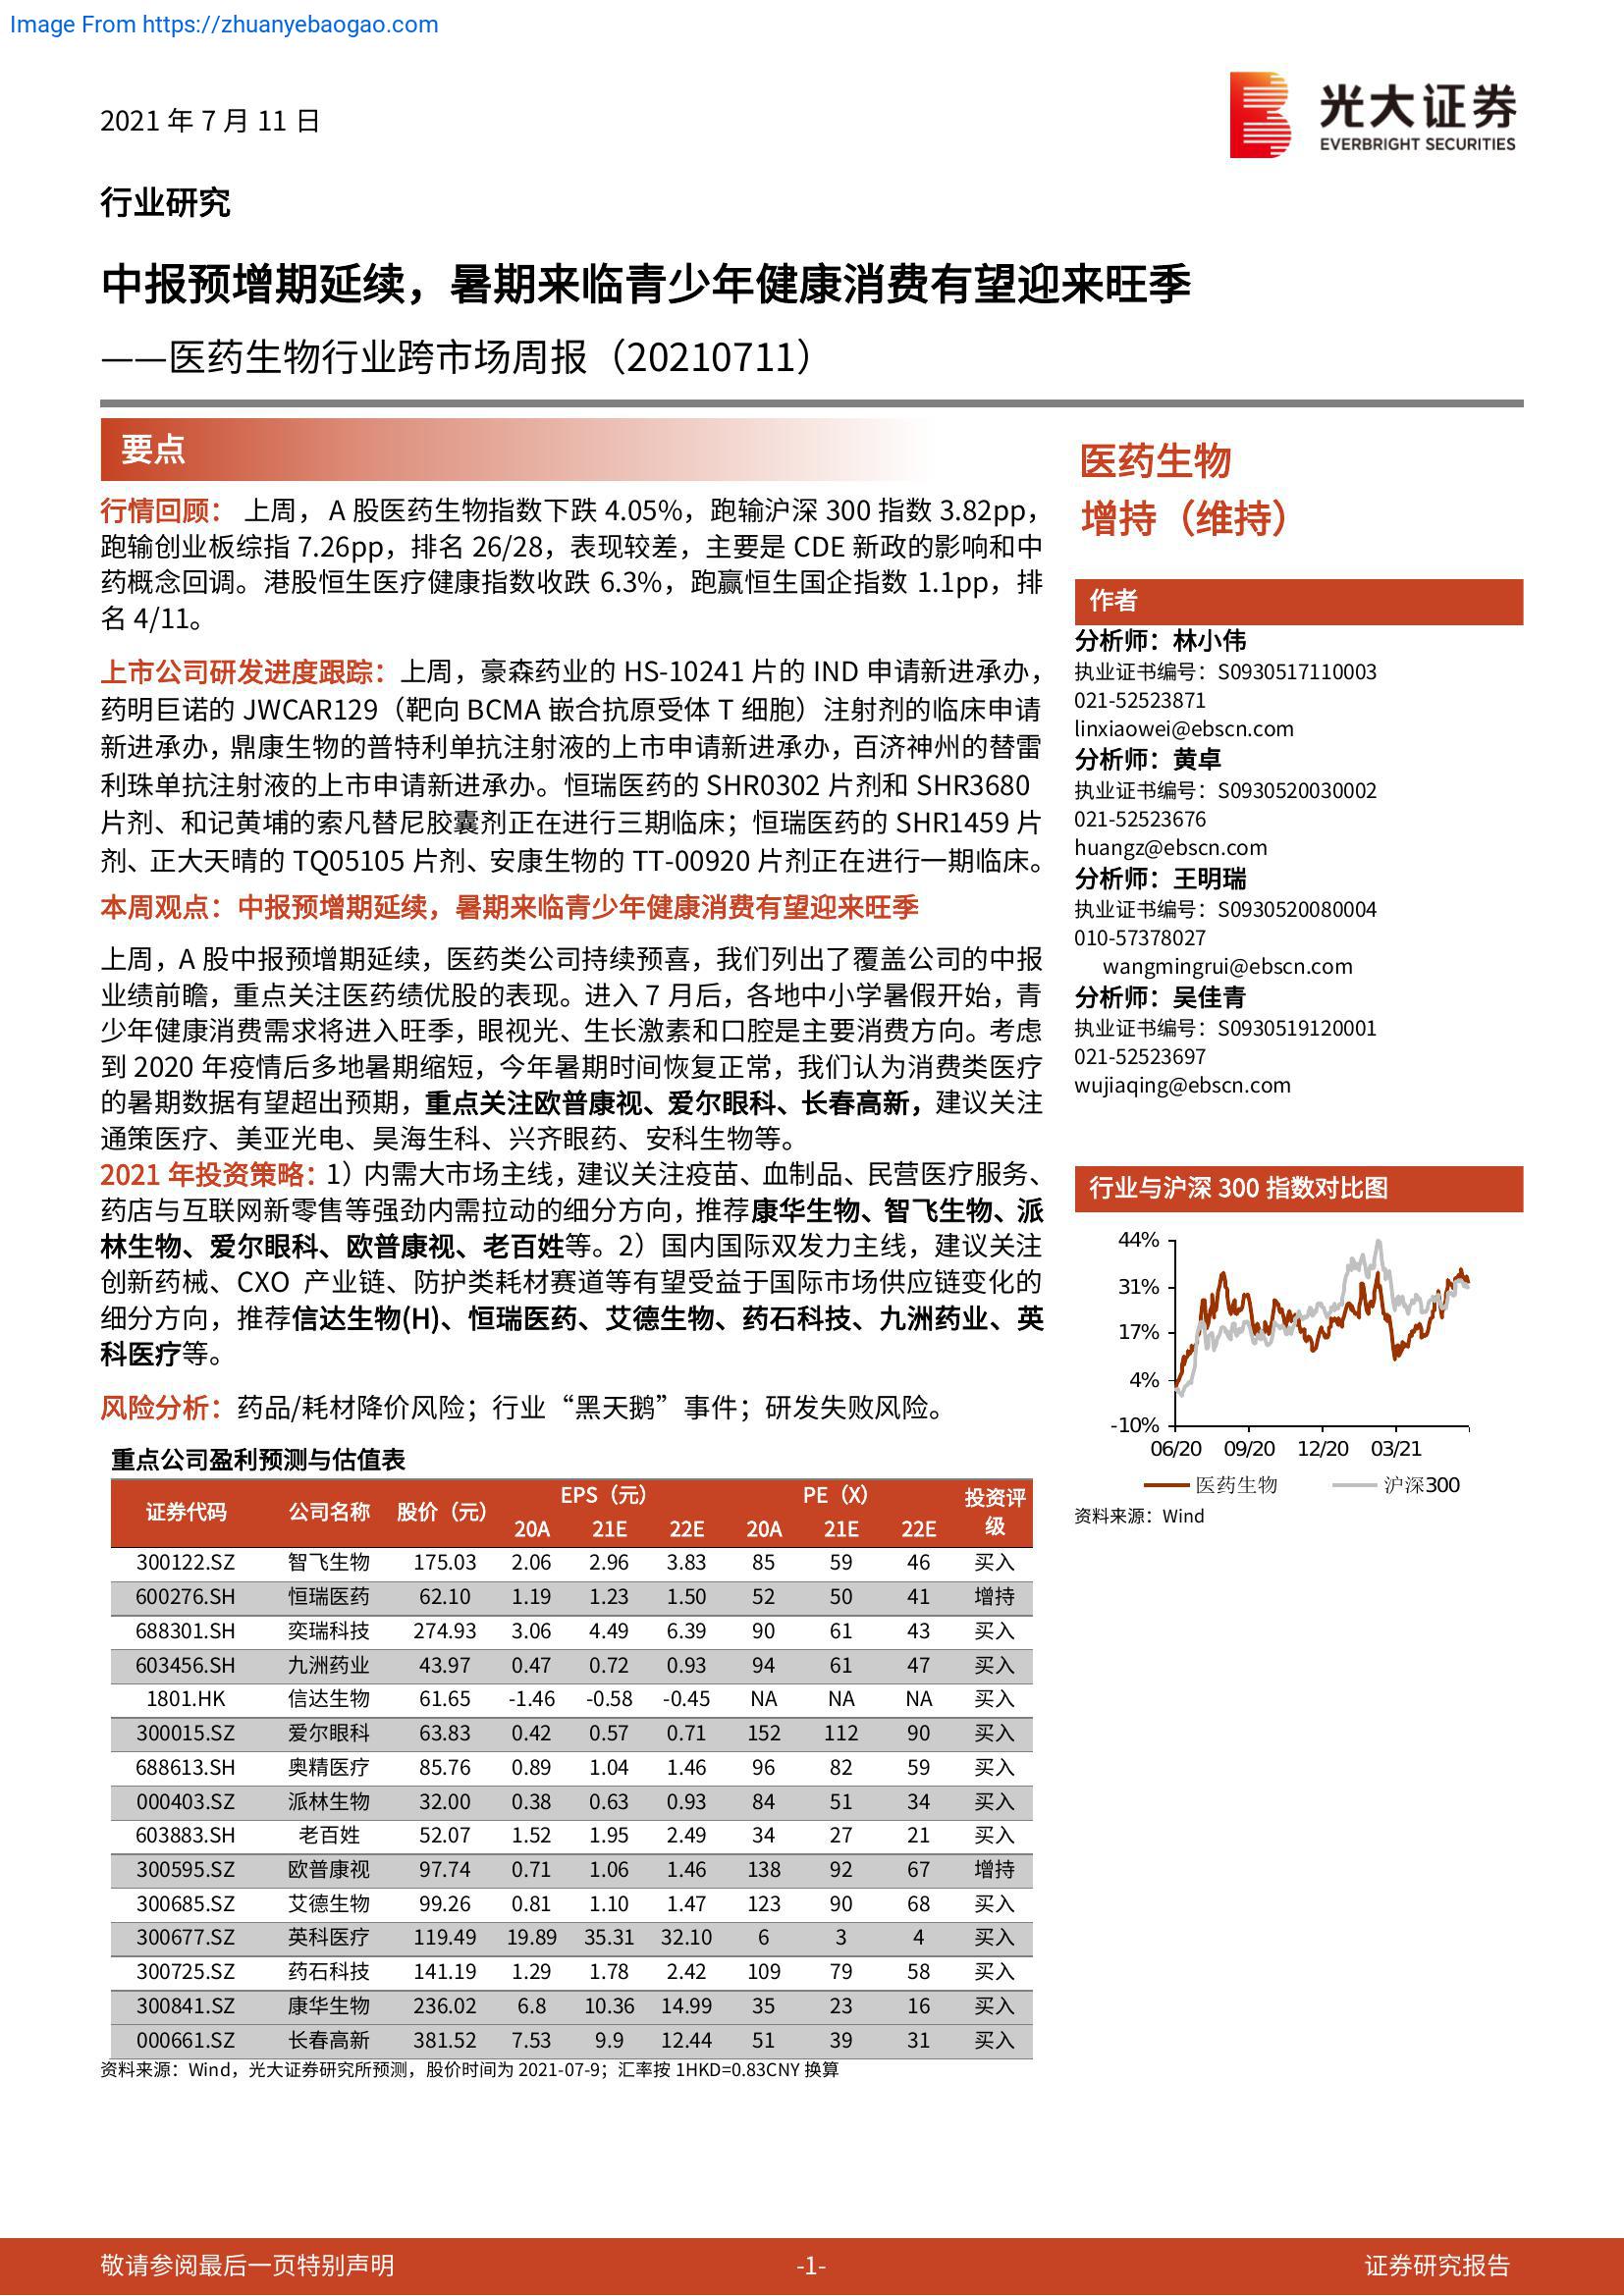 Image From https://zhuanyebaogao.com
2021 年 7 月 11 日
光大证券
EVERBRIGHT SECURITIES
行业研究
中报预增期延续，暑期来临青少年健康消费有望迎来旺季
——医药生物行业跨市场周报（20210711）
要点
行情回顾： 上周， A 股医药生物指数下跌 4.05%，跑输沪深 300 指数 3.82pp，
跑输创业板综指 7.26pp，排名 26/28，表现较差，主要是 CDE 新政的影响和中
药概念回调。港股恒生医疗健康指数收跌 6.3%，跑赢恒生国企指数 1.1pp，排
名 4/11。
上市公司研发进度跟踪：上周，豪森药业的 HS-10241 片的 IND 申请新进承办，
药明巨诺的 JWCAR129（靶向 BCMA 嵌合抗原受体 T 细胞）注射剂的临床申请
新进承办，鼎康生物的普特利单抗注射液的上市申请新进承办，百济神州的替雷
利珠单抗注射液的上市申请新进承办。恒瑞医药的 SHR0302 片剂和 SHR3680
片剂、和记黄埔的索凡替尼胶囊剂正在进行三期临床；恒瑞医药的 SHR1459 片
剂、正大天晴的 TQ05105 片剂、安康生物的 TT-00920 片剂正在进行一期临床。
本周观点：中报预增期延续，暑期来临青少年健康消费有望迎来旺季
上周，A 股中报预增期延续，医药类公司持续预喜，我们列出了覆盖公司的中报
业绩前瞻，重点关注医药绩优股的表现。进入 7 月后，各地中小学暑假开始，青
少年健康消费需求将进入旺季，眼视光、生长激素和口腔是主要消费方向。考虑
到 2020 年疫情后多地暑期缩短，今年暑期时间恢复正常，我们认为消费类医疗
的暑期数据有望超出预期，重点关注欧普康视、爱尔眼科、长春高新，建议关注
通策医疗、美亚光电、昊海生科、兴齐眼药、安科生物等。
2021 年投资策略：1）内需大市场主线，建议关注疫苗、血制品、民营医疗服务、
药店与互联网新零售等强劲内需拉动的细分方向，推荐康华生物、智飞生物、派
林生物、爱尔眼科、欧普康视、老百姓等。2）国内国际双发力主线，建议关注
创新药械、CXO 产业链、防护类耗材赛道等有望受益于国际市场供应链变化的
细分方向，推荐信达生物(H)、恒瑞医药、艾德生物、药石科技、九洲药业、英
科医疗等。
风险分析：药品/耗材降价风险；行业“黑天鹅”事件；研发失败风险。
重点公司盈利预测与估值表
证券代码 公司名称 股价（元） EPS（元） PE（X） 投资评级
20A 21E 22E 20A 21E 22E
300122.SZ 智飞生物 175.03 2.06 2.96 3.83 85 59 46 买入
600276.SH 恒瑞医药 62.10 1.19 1.23 1.50 52 50 41 增持
688301.SH 奕瑞科技 274.93 3.06 4.49 6.39 90 61 43 买入
603456.SH 九洲药业 43.97 0.47 0.72 0.93 94 61 47 买入
1801.HK 信达生物 61.65 -1.46 -0.58 -0.45 NA NA NA 买入
300015.SZ 爱尔眼科 63.83 0.42 0.57 0.71 152 112 90 买入
688613.SH 奥精医疗 85.76 0.89 1.04 1.46 96 82 59 买入
000403.SZ 派林生物 32.00 0.38 0.63 0.93 84 51 34 买入
603883.SH 老百姓 52.07 1.52 1.95 2.49 34 27 21 买入
300595.SZ 欧普康视 97.74 0.71 1.06 1.46 138 92 67 增持
300685.SZ 艾德生物 99.26 0.81 1.10 1.47 123 90 68 买入
300677.SZ 英科医疗 119.49 19.89 35.31 32.10 6 3 4 买入
300725.SZ 药石科技 141.19 1.29 1.78 2.42 109 79 58 买入
300841.SZ 康华生物 236.02 6.8 10.36 14.99 35 23 16 买入
000661.SZ 长春高新 381.52 7.53 9.9 12.44 51 39 31 买入
资料来源：Wind，光大证券研究所预测，股价时间为 2021-07-9；汇率按 1HKD=0.83CNY 换算
医药生物
增持（维持）
作者
分析师：林小伟
执业证书编号：S0930517110003
021-52523871
linxiaowei@ebscn.com
分析师：黄卓
执业证书编号：S0930520030002
021-52523676
huangz@ebscn.com
分析师：王明瑞
执业证书编号：S0930520080004
010-57378027
wangmingrui@ebscn.com
分析师：吴佳青
执业证书编号：S0930519120001
021-52523697
wujiaqing@ebscn.com
行业与沪深 300 指数对比图
44%
31%
17%
4%
-10%
06/20 09/20 12/20 03/21
医药生物 沪深300
资料来源：Wind
敬请参阅最后一页特别声明 -1- 证券研究报告